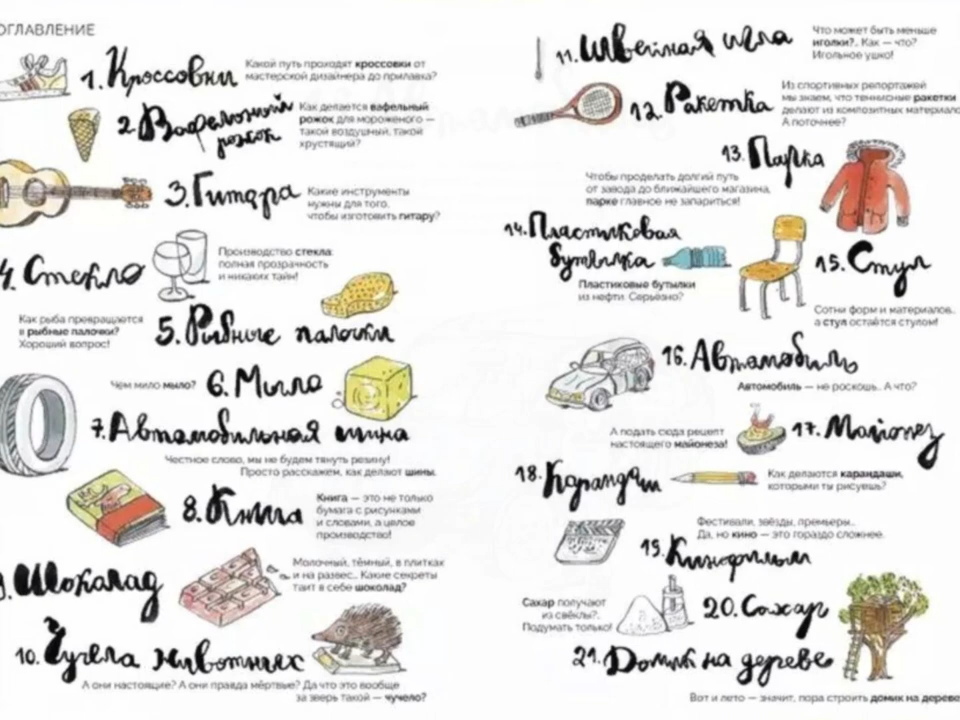 ОГЛАВЛЕНИЕ
1. Кроссовки
Какой путь проходят кроссовки от
мастерской дизайнера до прилавка?
2. Вафельный
рожок
Как делается вафельный
рожок для мороженого —
такой воздушный, такой
хрустящий?
3. Гитара
Какие инструменты
нужны для того,
чтобы изготовить гитару?
4. Стекло
Производство стекла:
полная прозрачность
и никаких тайн!
Как рыба превращается
в рыбные палочки?
Хороший вопрос!
5. Рыбные палочки
Чем мило мыло?
6. Мыло
7. Автомобильная шина
Честное слово, мы не будем тянуть резину!
Просто расскажем, как делают шины.
8. Книга
Книга — это не только
бумага с рисунками
и словами, а целое
производство!
9. Шоколад
Молочный, тёмный, в плитках
и на развес.. Какие секреты
таит в себе шоколад?
10. Чучела животных
А они настоящие? А они правда мёртвые? Да что это вообще
за зверь такой — чучело?
11. Швейная игла
Что может быть меньше
иголки?.. Как — что?
Игольное ушко!
12. Ракетка
Из спортивных репортажей
мы знаем, что теннисные ракетки
делают из композитных материало
А поточнее?
13. Парка
Чтобы проделать долгий путь
от завода до ближайшего магазина,
парке главное не запариться!
14. Пластиковая
бутылка
Пластиковые бутылки
из нефти. Серьёзно?
15. Стул
Сотни форм и материалов..
а стул остаётся стулом!
16. Автомобиль
Автомобиль — не роскошь.. А что?
А подать сюда рецепт
настоящего майонеза!
17. Майонез
18. Карандаш
Как делаются карандаши,
которыми ты рисуешь?
Фестивали, звёзды, премьеры..
Да, но кино — это гораздо сложнее.
19. Кинофильм
Сахар получают
из свёклы?..
Подумать только!
20. Сахар
21. Домик на дереве
Вот и лето — значит, пора строить домик на дереве